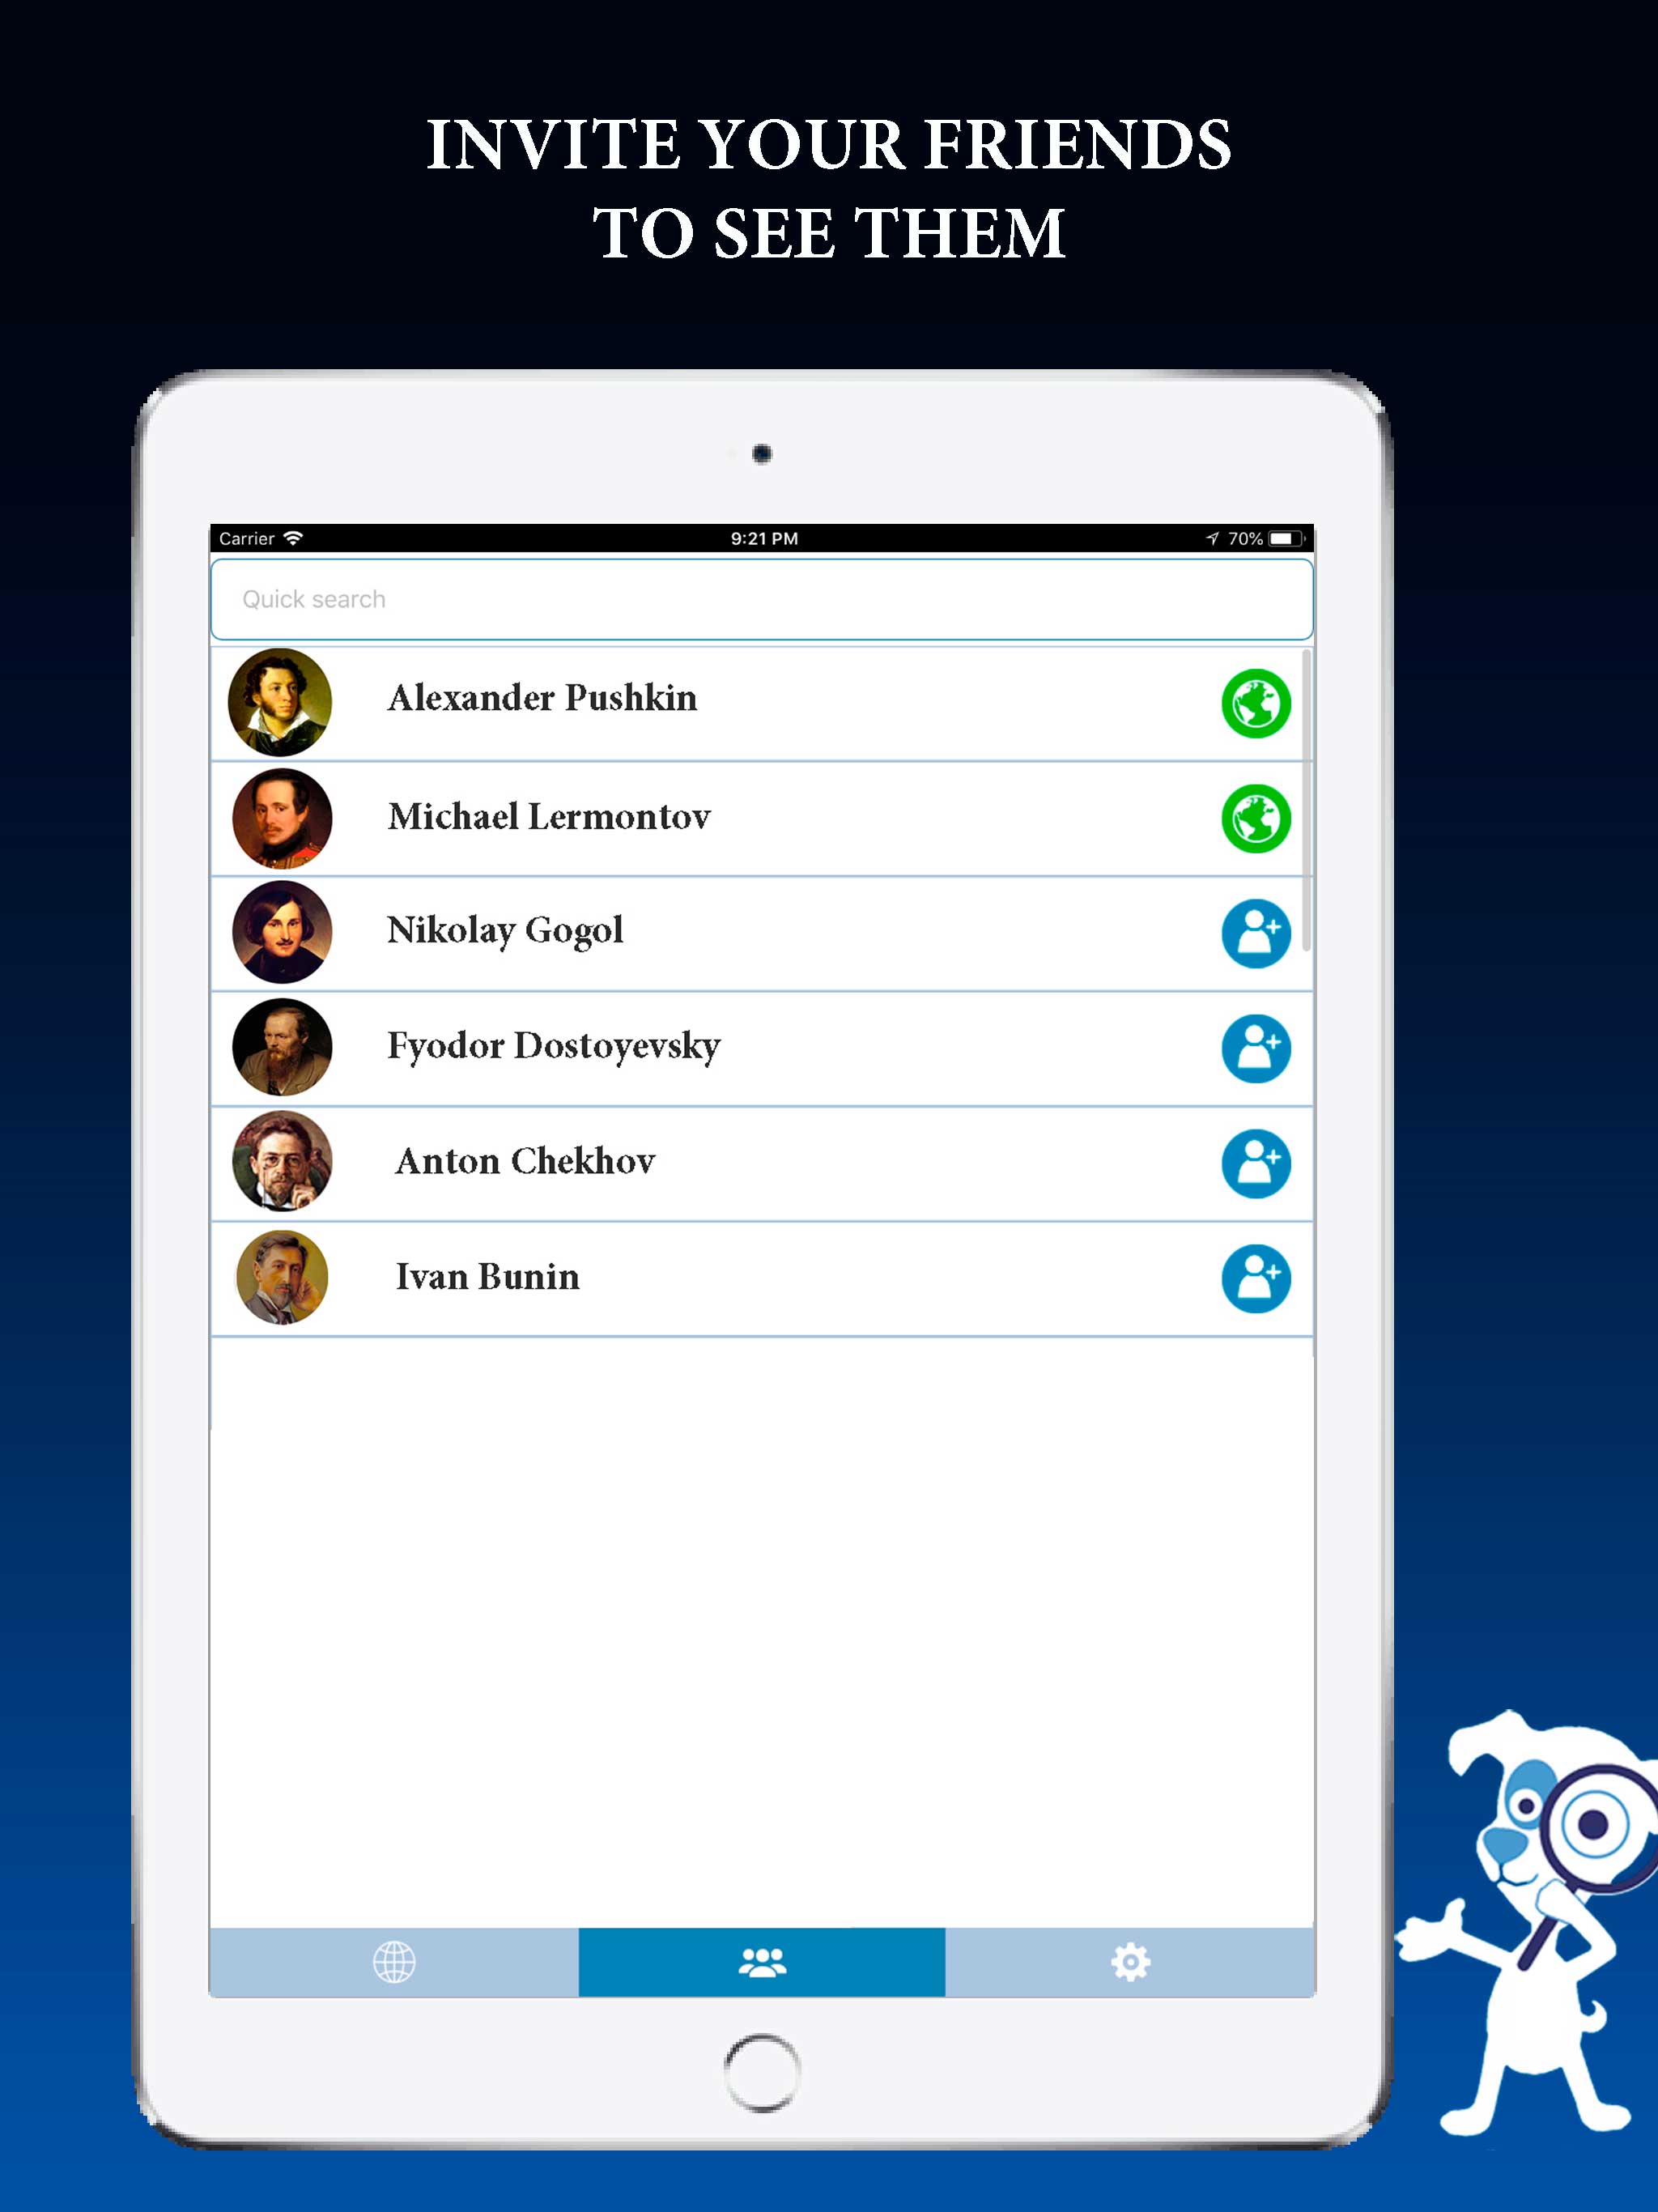 INVITE YOUR FRIENDS
TO SEE THEM
Carrier 9:21 PM 70%
Quick search
Alexander Pushkin
Michael Lermontov
Nikolay Gogol
Fyodor Dostoyevsky
Anton Chekhov
Ivan Bunin